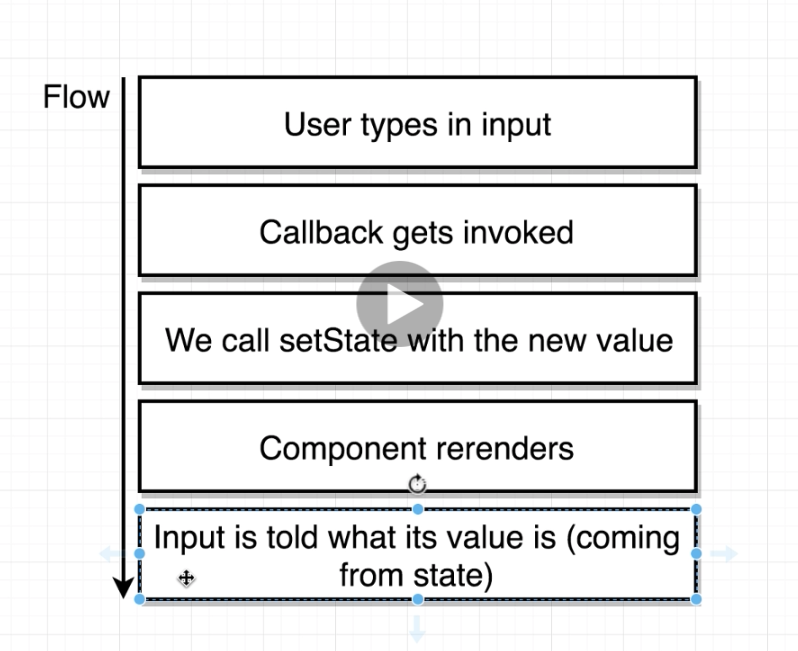 Flow
User types in input
Callback gets invoked
We call setState with the new value
Component rerenders
Input is told what its value is (coming
from state)